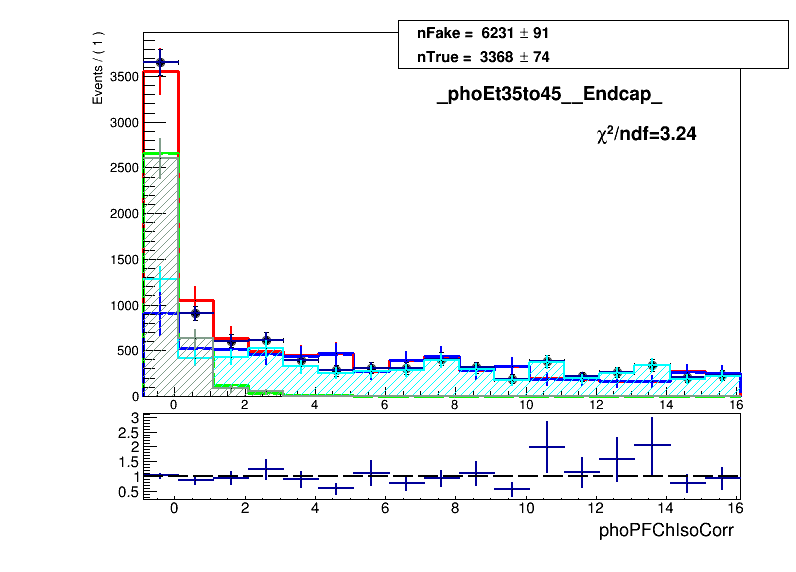 nFake = 6231 ± 91
nTrue = 3368 ± 74
Events / ( 1 )
_phoEt35to45__Endcap_
χ²/ndf=3.24
3500
3000
2500
2000
1500
1000
500
0
0 2 4 6 8 10 12 14 16
3
2.5
2
1.5
1
0.5
0 2 4 6 8 10 12 14 16
phoPFChIsoCorr